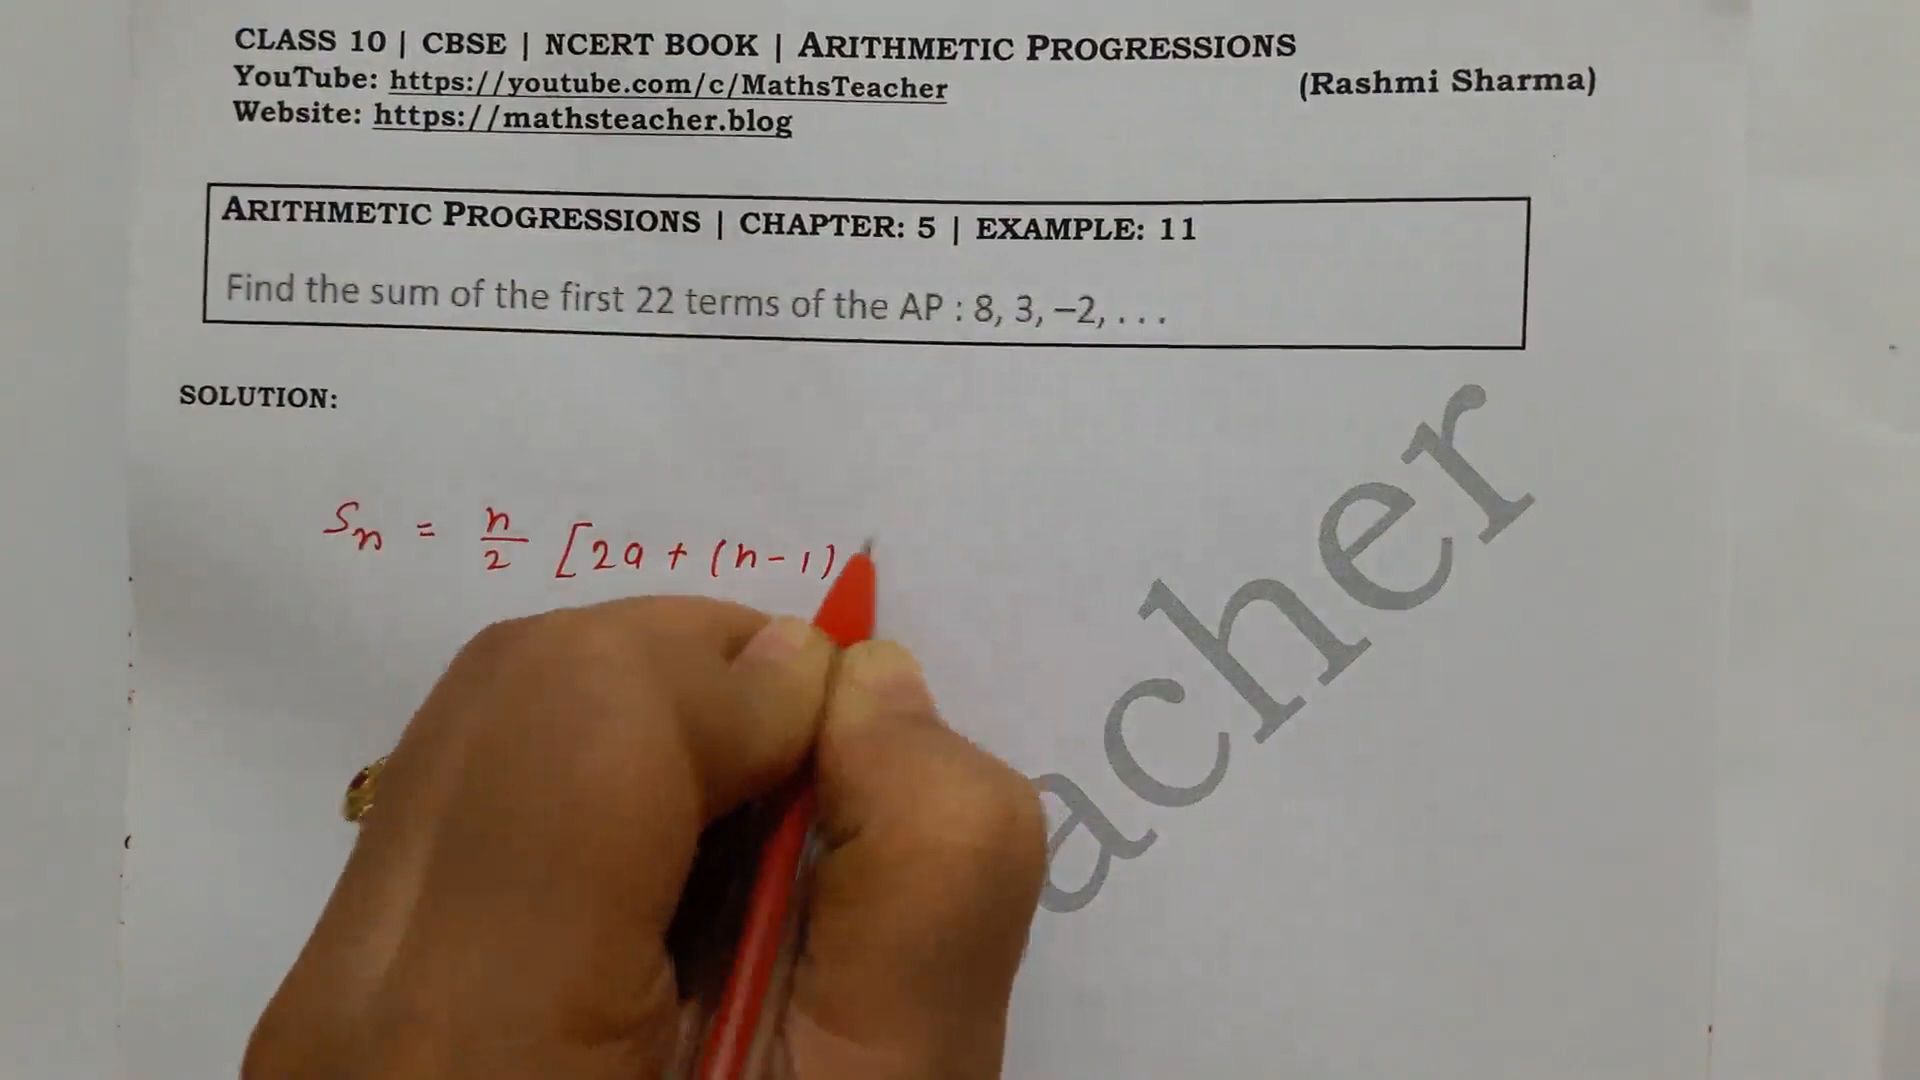 CLASS 10 | CBSE | NCERT BOOK | ARITHMETIC PROGRESSIONS
YouTube: https://youtube.com/c/MathsTeacher (Rashmi Sharma)
Website: https://mathsteacher.blog
ARITHMETIC PROGRESSIONS | CHAPTER: 5 | EXAMPLE: 11
Find the sum of the first 22 terms of the AP : 8, 3, –2, . . .
SOLUTION:
Sn = n/2 [2a + (n-1)
acher